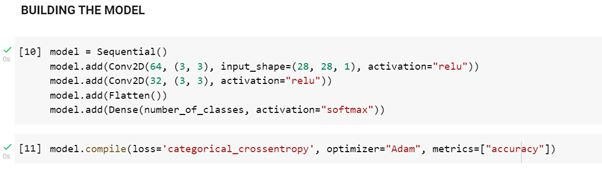 BUILDING THE MODEL
[10] model = Sequential()
model.add(Conv2D(64, (3, 3), input_shape=(28, 28, 1), activation="relu"))
model.add(Conv2D(32, (3, 3), activation="relu"))
model.add(Flatten())
model.add(Dense(number_of_classes, activation="softmax"))
0s
[11] model.compile(loss='categorical_crossentropy', optimizer="Adam", metrics=["accuracy"])
0s